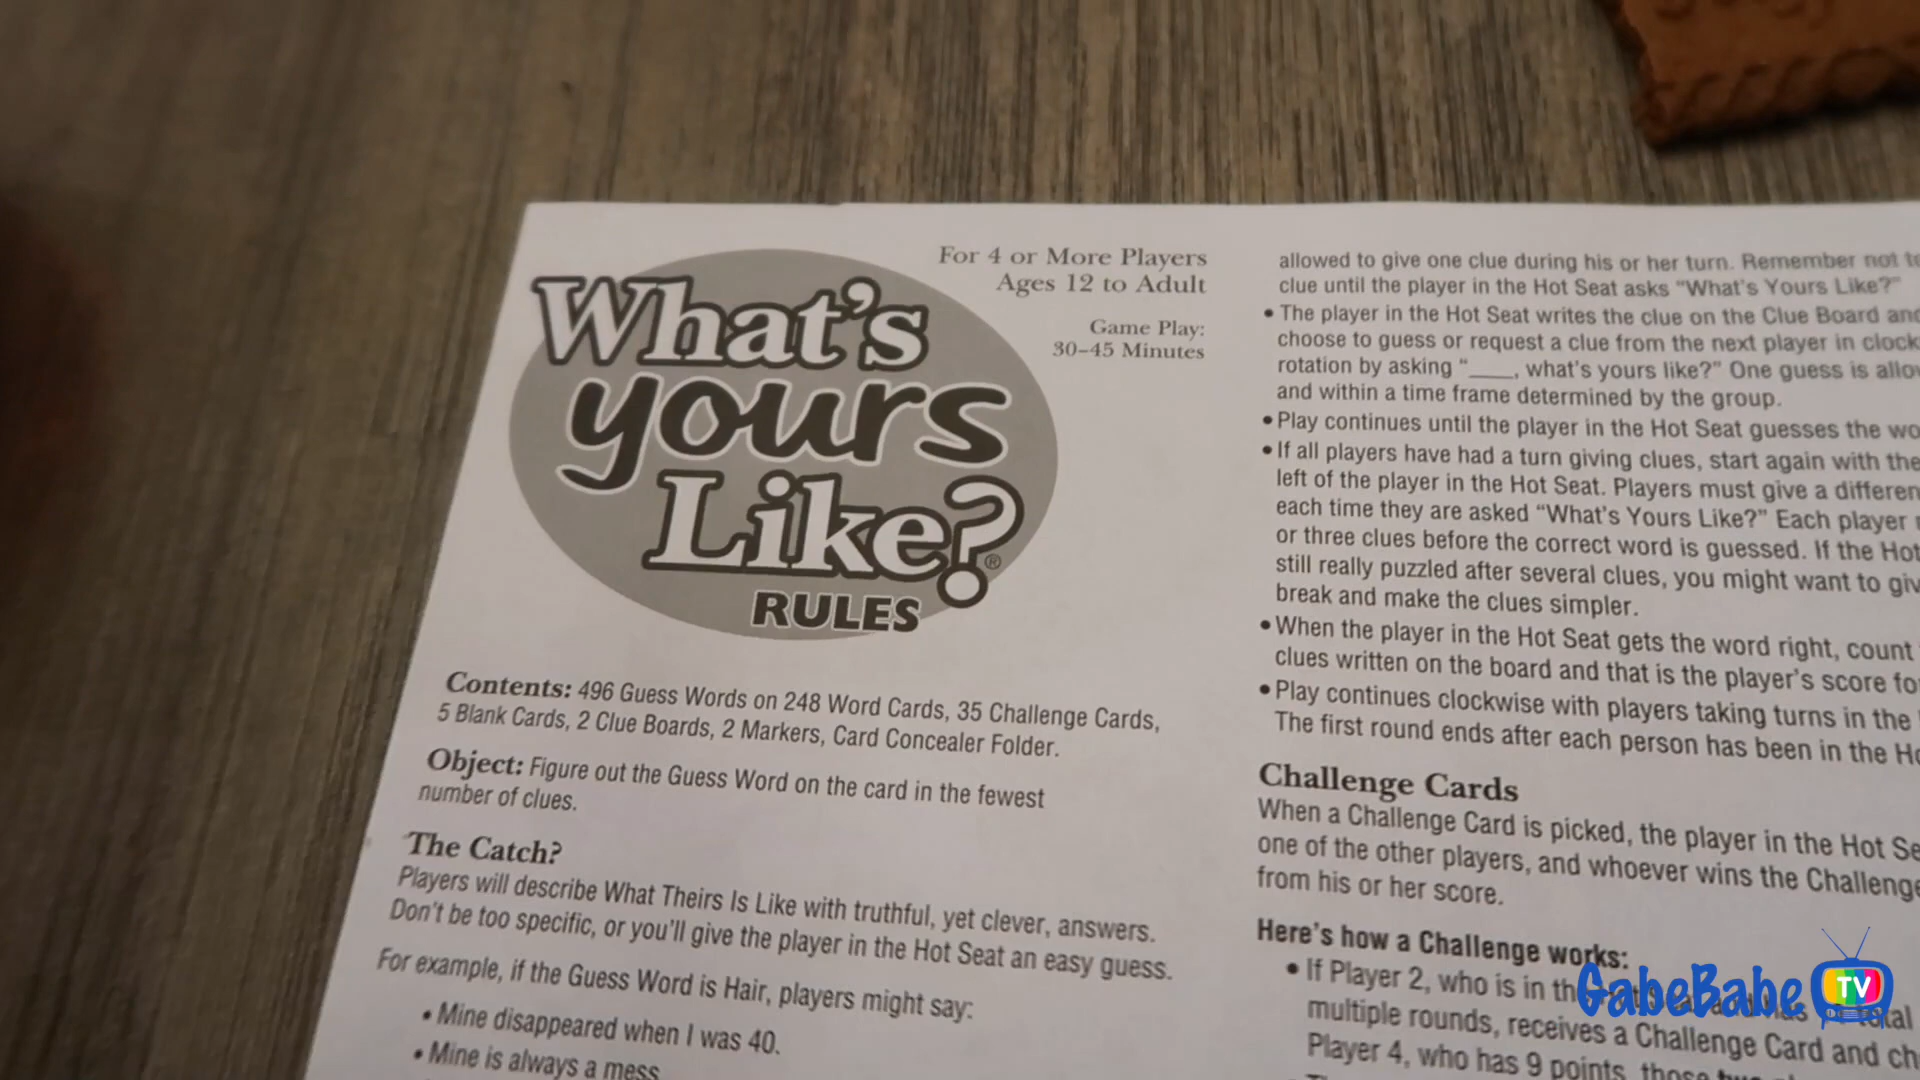 What's
yours
Like?®
RULES
For 4 or More Players
Ages 12 to Adult
Game Play:
30–45 Minutes
Contents: 496 Guess Words on 248 Word Cards, 35 Challenge Cards,
5 Blank Cards, 2 Clue Boards, 2 Markers, Card Concealer Folder.
Object: Figure out the Guess Word on the card in the fewest
number of clues.
The Catch?
Players will describe What Theirs Is Like with truthful, yet clever, answers.
Don't be too specific, or you'll give the player in the Hot Seat an easy guess.
For example, if the Guess Word is Hair, players might say:
• Mine disappeared when I was 40.
• Mine is always a mess
allowed to give one clue during his or her turn. Remember not
clue until the player in the Hot Seat asks "What's Yours Like?"
• The player in the Hot Seat writes the clue on the Clue Board
choose to guess or request a clue from the next player in
rotation by asking "____, what's yours like?" One guess is
and within a time frame determined by the group.
• Play continues until the player in the Hot Seat guesses the
• If all players have had a turn giving clues, start again with the
left of the player in the Hot Seat. Players must give a
each time they are asked "What's Yours Like?" Each player
or three clues before the correct word is guessed. If the Hot
still really puzzled after several clues, you might want to
break and make the clues simpler.
• When the player in the Hot Seat gets the word right, count
clues written on the board and that is the player's score
• Play continues clockwise with players taking turns in the
The first round ends after each person has been in the
Challenge Cards
When a Challenge Card is picked, the player in the Hot
one of the other players, and whoever wins the
from his or her score.
Here's how a Challenge works:
• If Player 2, who is in
multiple rounds, receives a Challenge Card and
Player 4, who has 9 points, those
GabeBabe TV